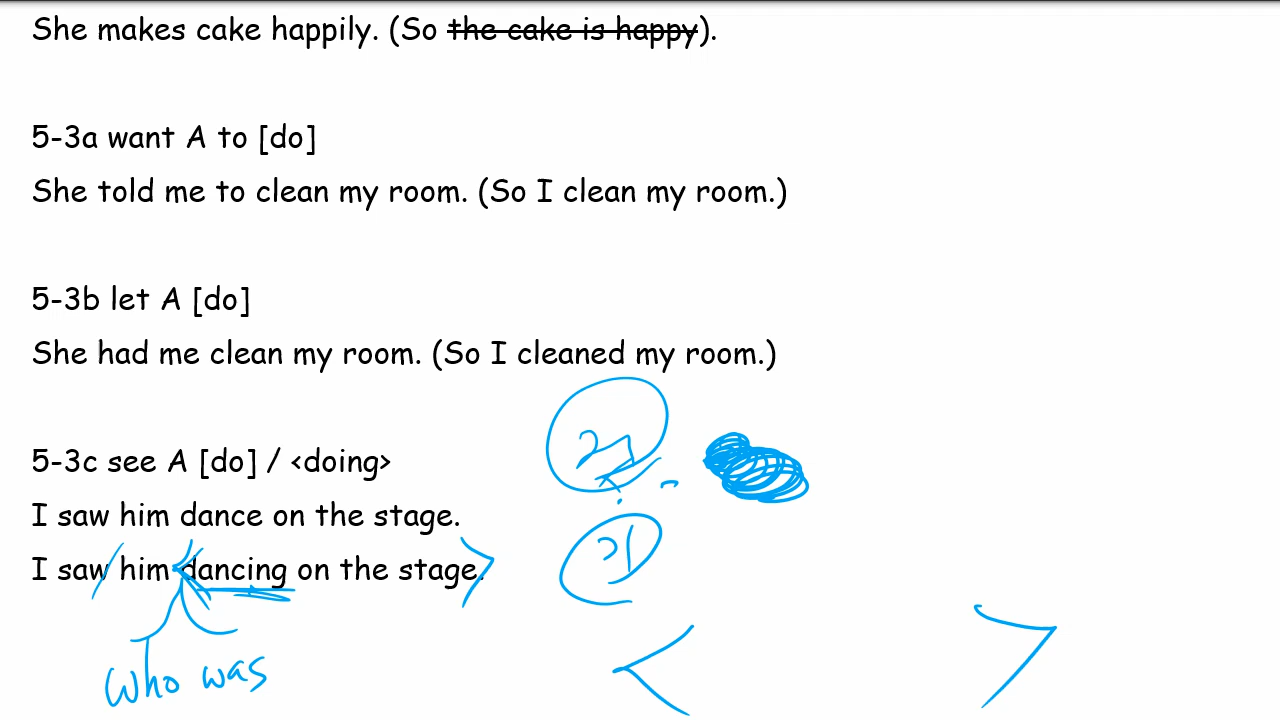 She makes cake happily. (So the cake is happy).
5-3a want A to [do]
She told me to clean my room. (So I clean my room.)
5-3b let A [do]
She had me clean my room. (So I cleaned my room.)
5-3c see A [do] / <doing>
I saw him dance on the stage.
I saw him dancing on the stage.
who was